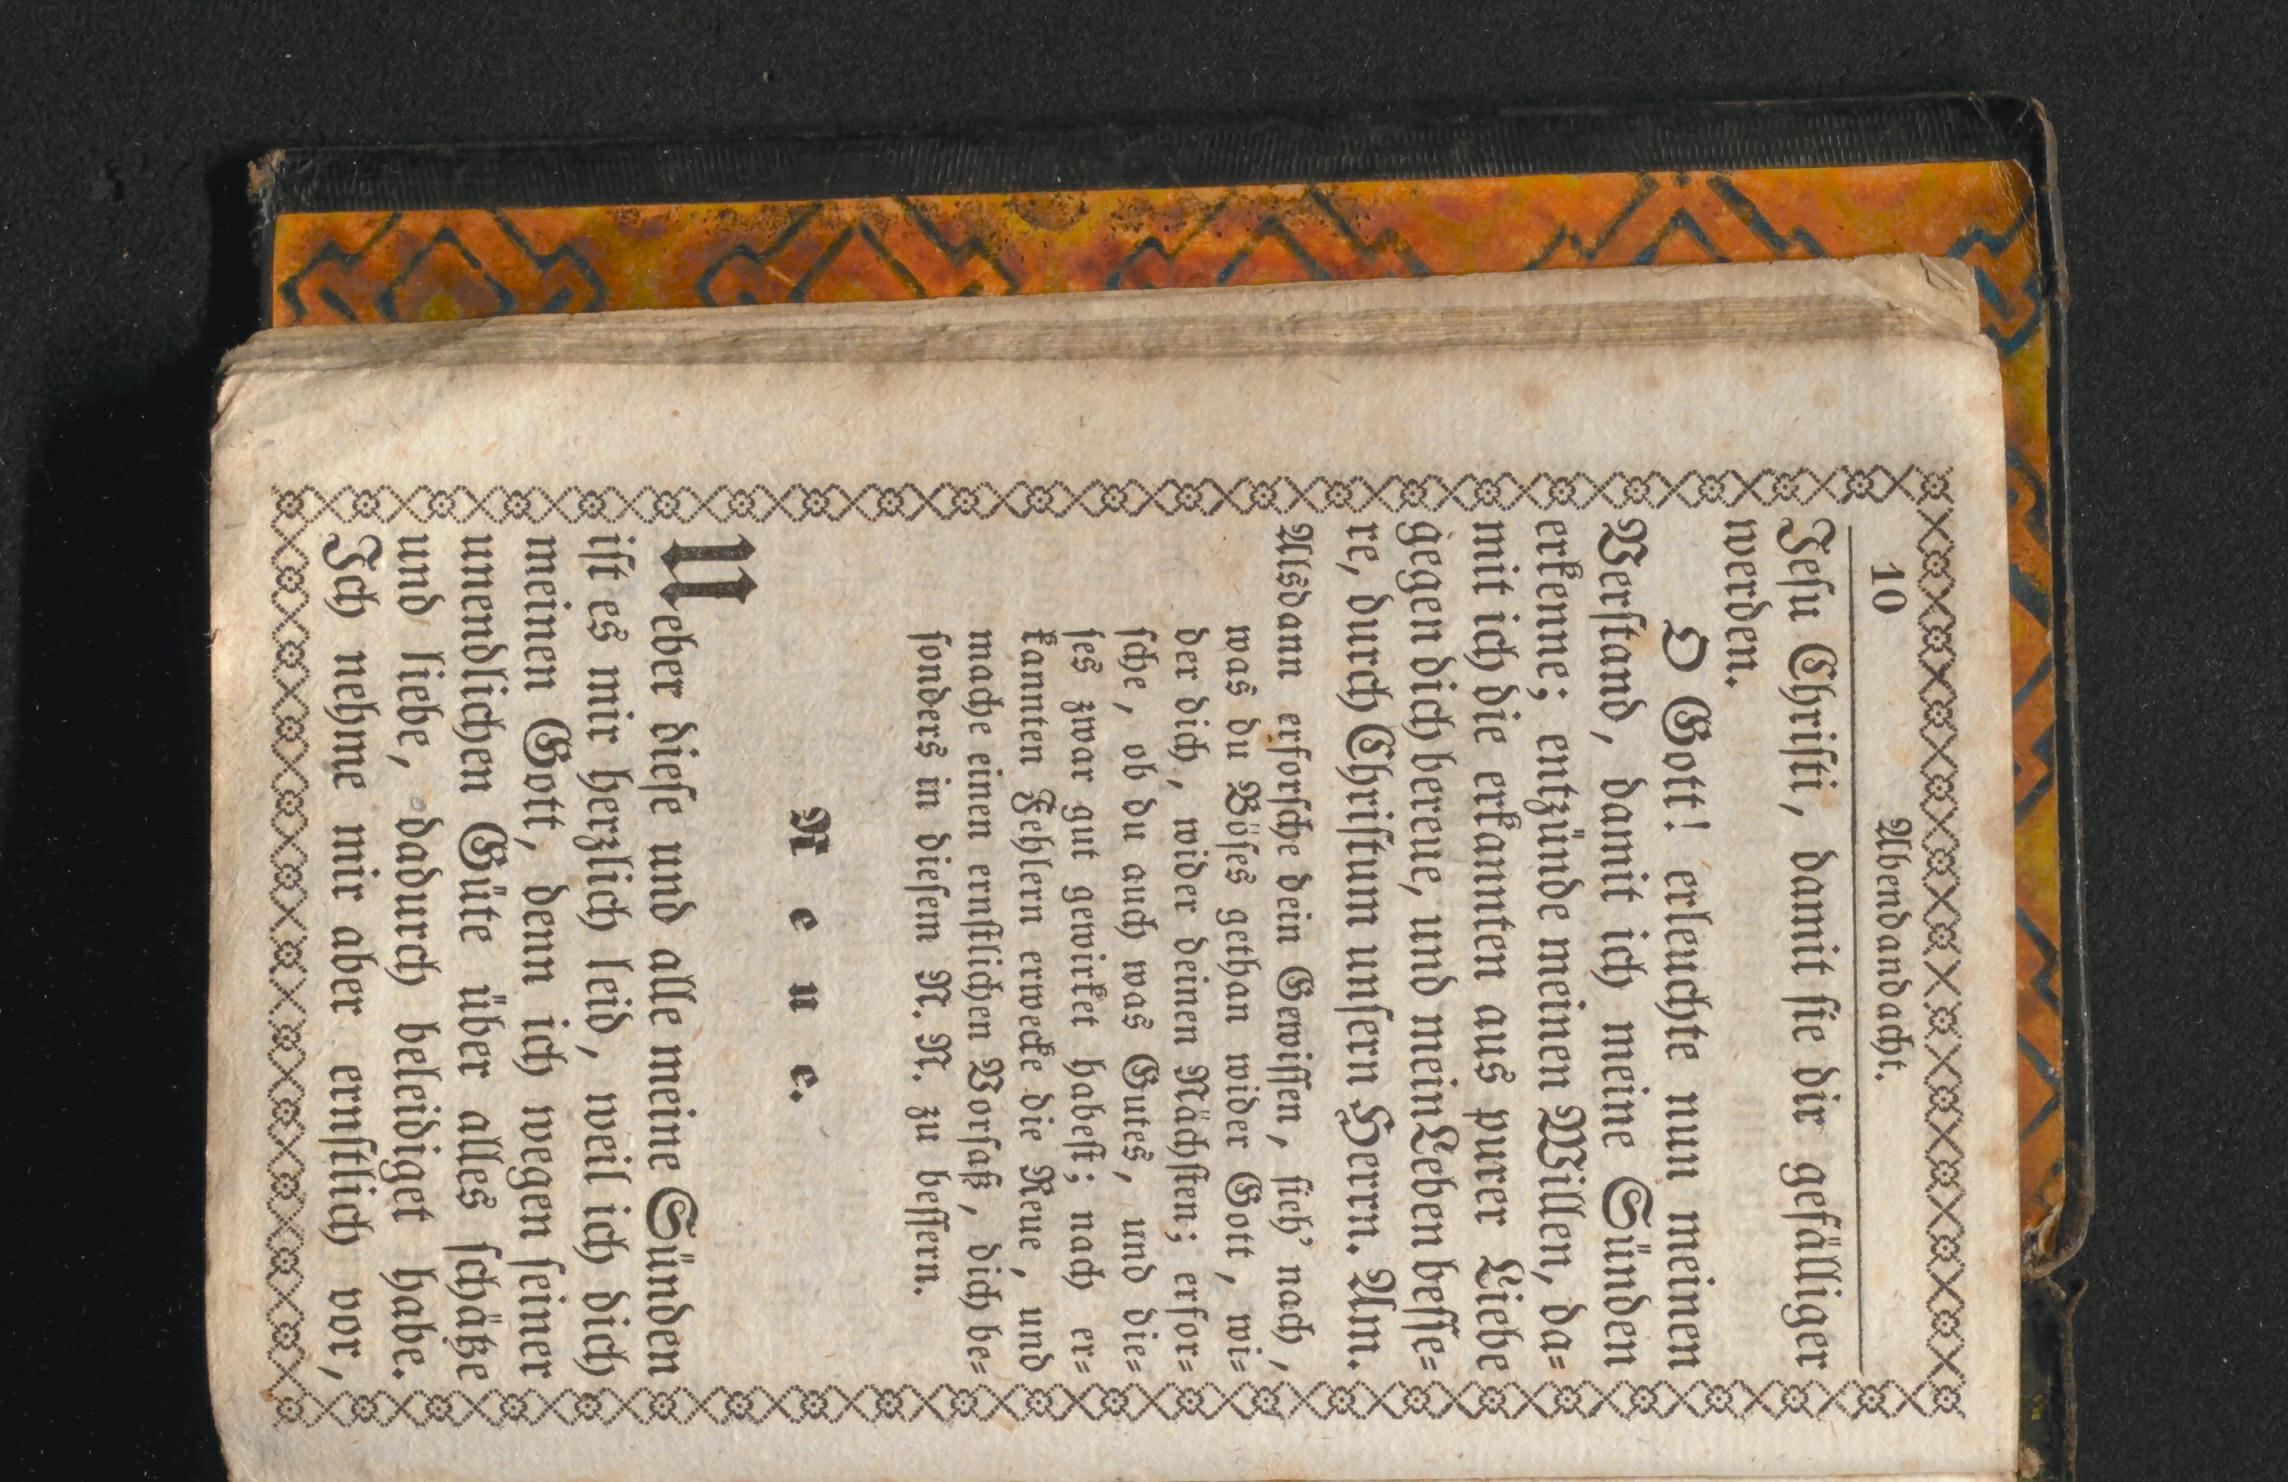 10 Abendandacht.
Jeſu Chriſti, damit ſie dir gefälliger
werden.
O Gott! erleuchte nun meinen
Verſtand, damit ich meine Sünden
erkenne; entzünde meinen Willen, da=
mit ich die erkannten aus purer Liebe
gegen dich bereue, und mein Leben beſſe=
re, durch Chriſtum unſern Herrn. Am.
Alsdann erforſche dein Gewiſſen, ſieh' nach,
was du Böſes gethan wider Gott, wi=
der dich, wider deinen Nächſten; erfor=
ſche, ob du auch was Gutes, und die=
ſes zwar gut gewirket habeſt; nach er=
kannten Fehlern erwecke die Reue, und
mache einen ernſtlichen Vorſatz, dich be=
ſonders in dieſem N. N. zu beſſern.
Reue.
Ueber dieſe und alle meine Sünden
iſt es mir herzlich leid, weil ich dich
meinen Gott, denn ich wegen ſeiner
unendlichen Güte über alles ſchätze
und liebe, dadurch beleidiget habe.
Ich nehme mir aber ernſtlich vor,